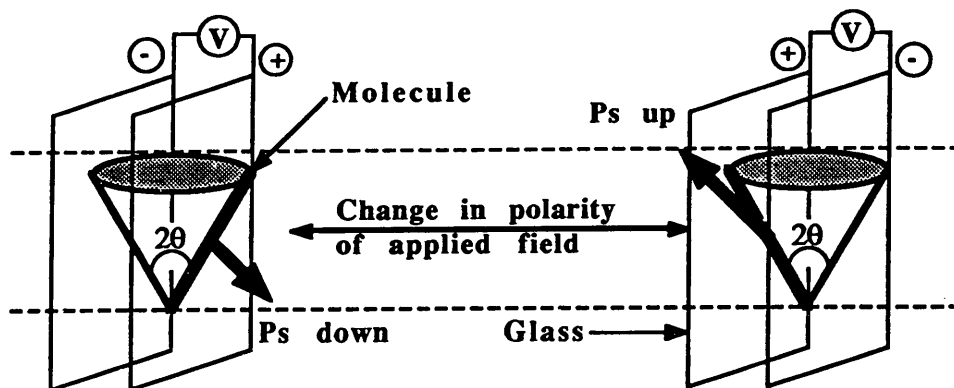 V
V
-
+
+
-
Molecule
Ps up
Change in polarity
of applied field
2θ
2θ
Ps down
Glass